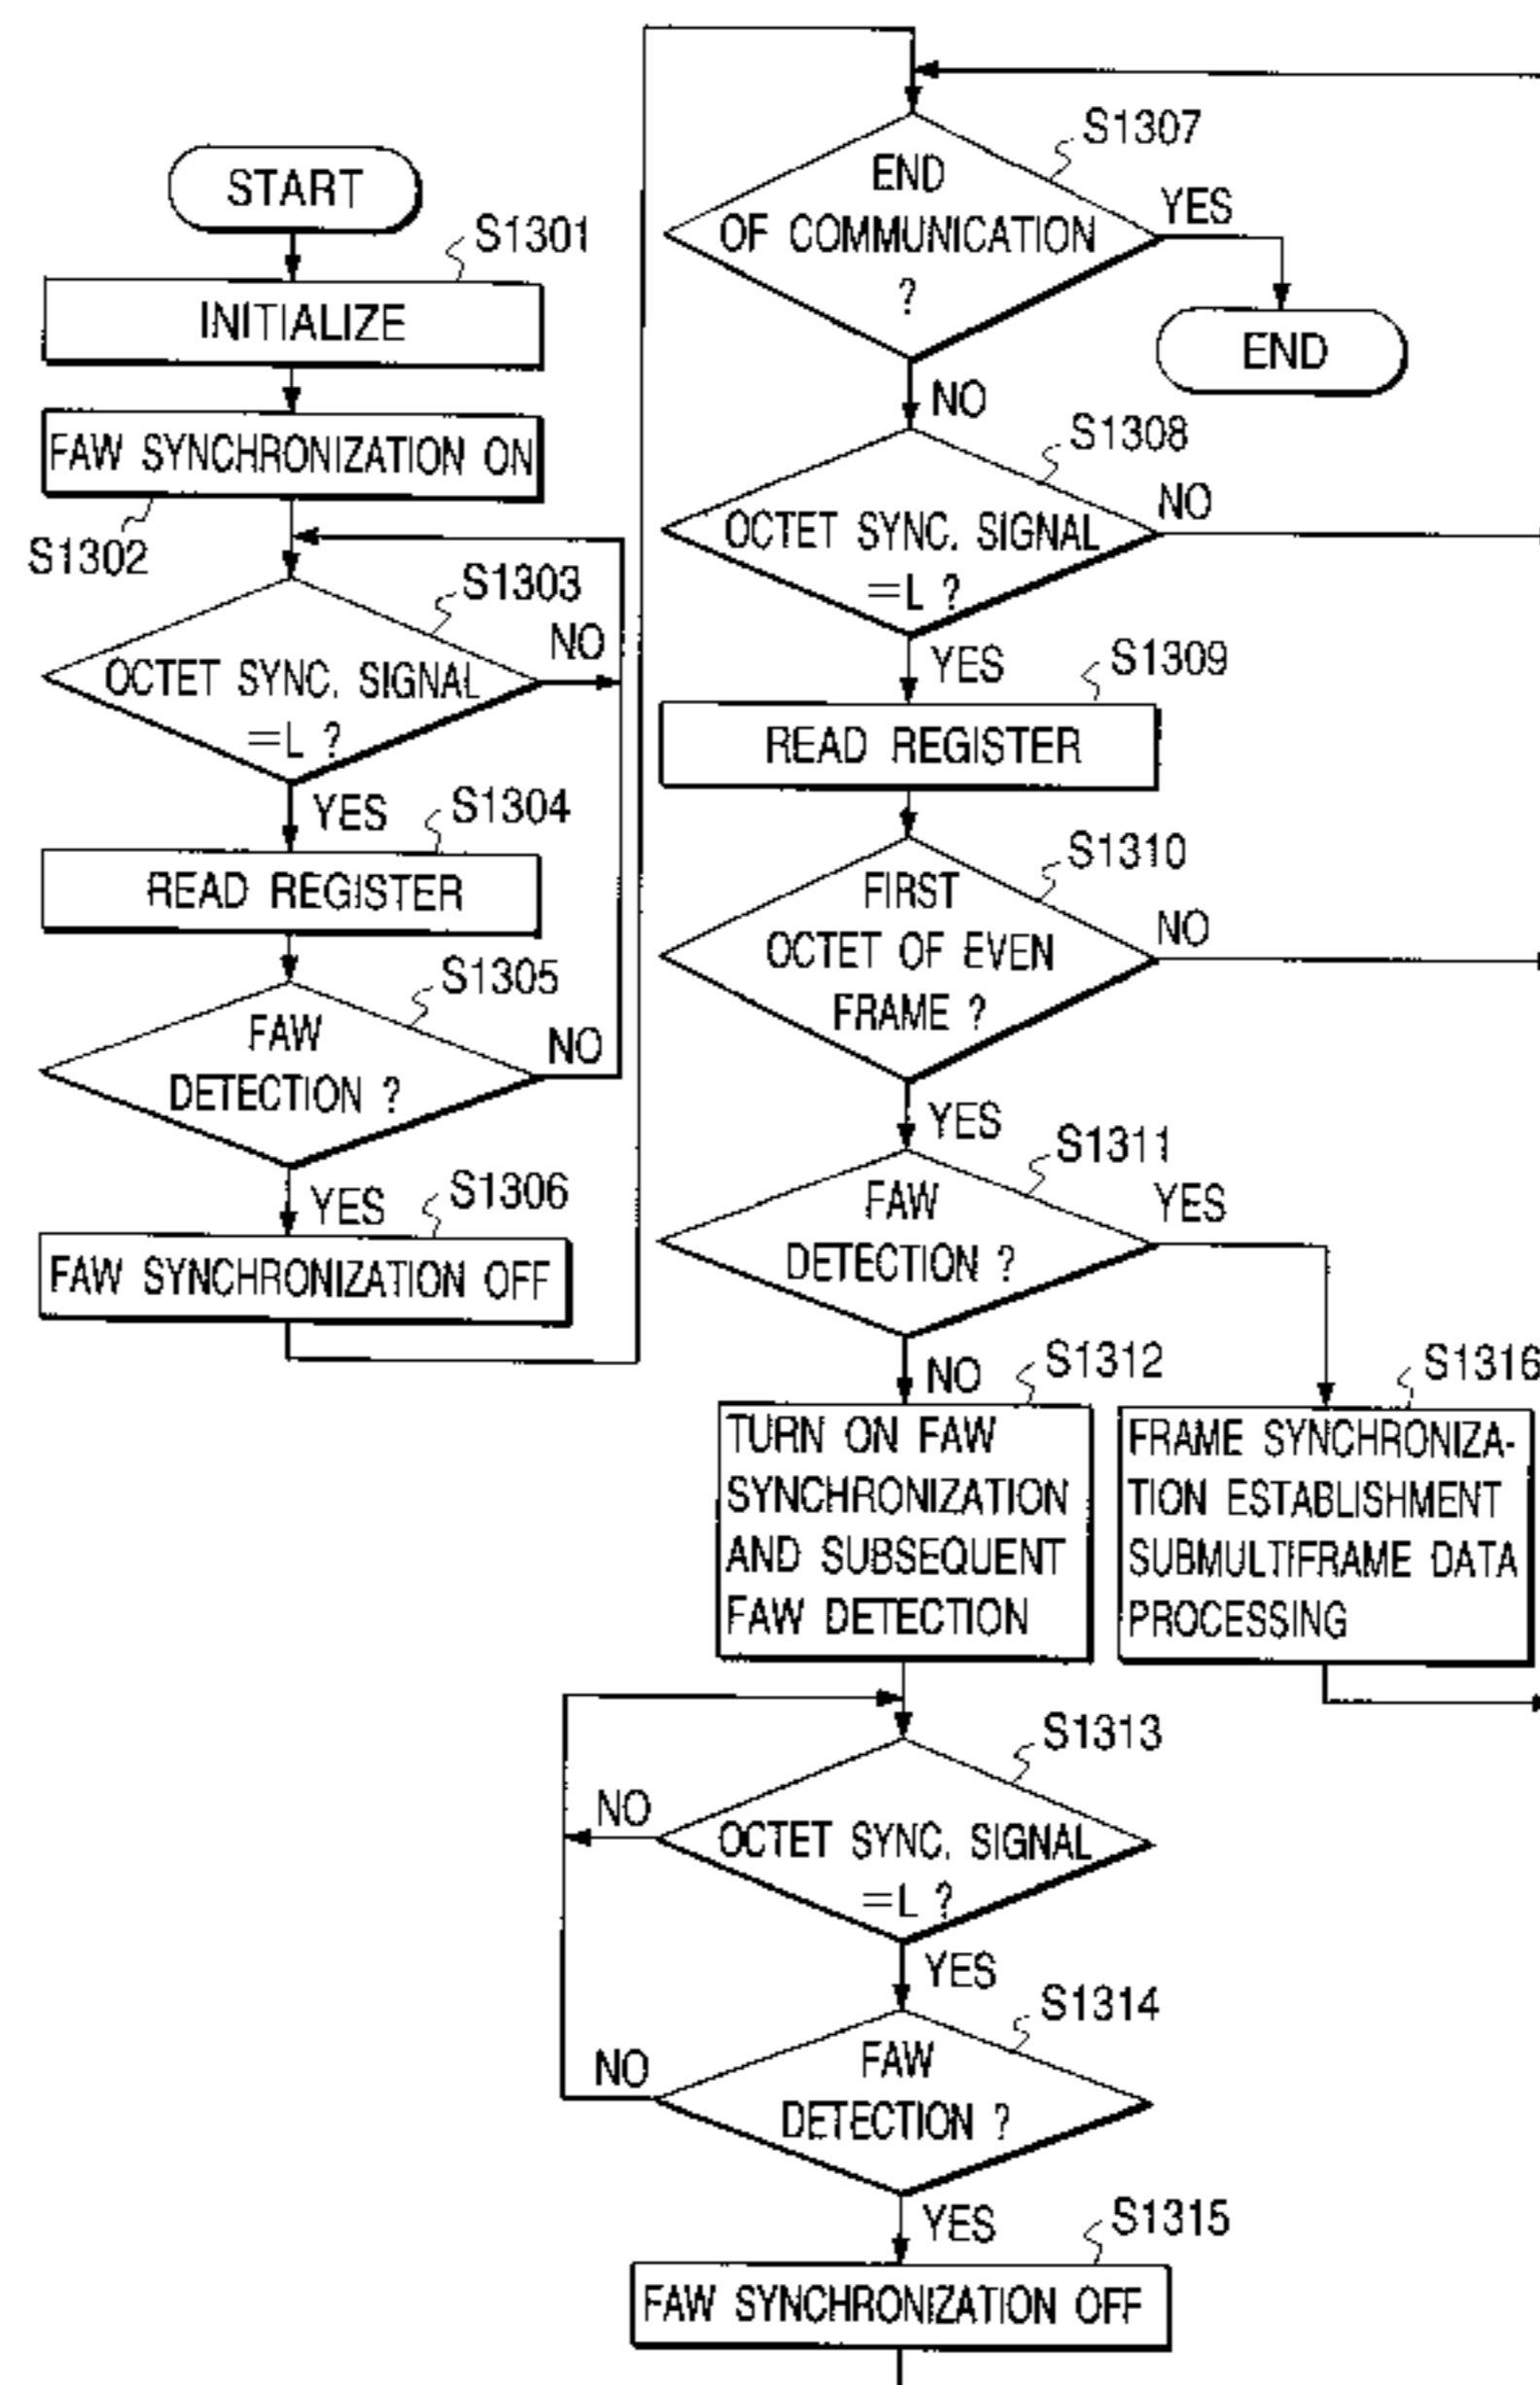 START
S1301
INITIALIZE
FAW SYNCHRONIZATION ON
S1302
S1303
OCTET SYNC. SIGNAL
=L ?
NO
YES
S1304
READ REGISTER
S1305
FAW
DETECTION ?
NO
YES
S1306
FAW SYNCHRONIZATION OFF
S1307
END
OF COMMUNICATION
?
YES
END
NO
S1308
OCTET SYNC. SIGNAL
=L ?
NO
YES
S1309
READ REGISTER
S1310
FIRST
OCTET OF EVEN
FRAME ?
NO
YES
S1311
FAW
DETECTION ?
YES
NO
S1312
TURN ON FAW
SYNCHRONIZATION
AND SUBSEQUENT
FAW DETECTION
S1316
FRAME SYNCHRONIZA-
TION ESTABLISHMENT
SUBMULTIFRAME DATA
PROCESSING
S1313
NO
OCTET SYNC. SIGNAL
=L ?
YES
S1314
NO
FAW
DETECTION ?
YES
S1315
FAW SYNCHRONIZATION OFF